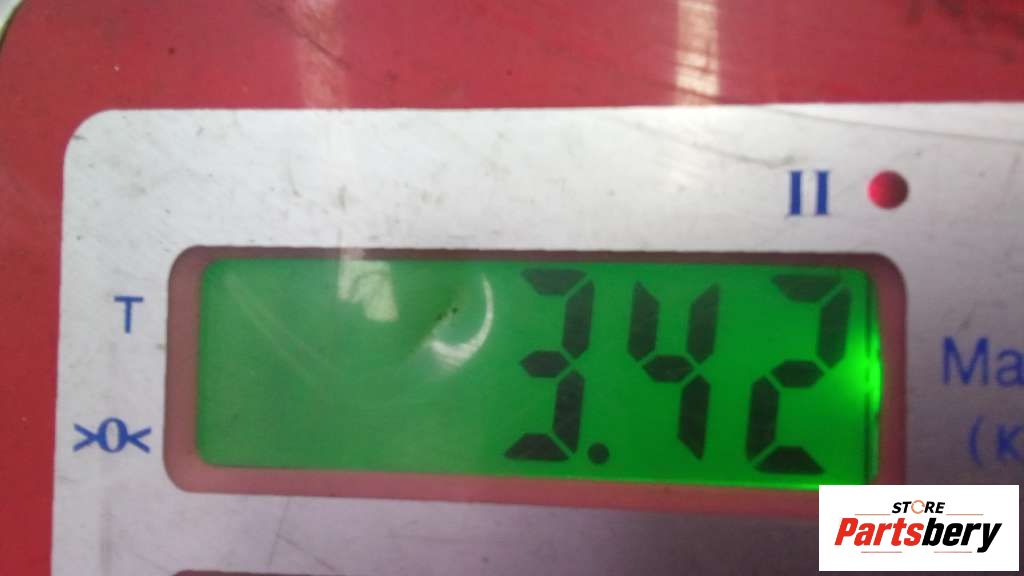 II
T
3.42
>0<
Ma
(K
STORE
Partsbery